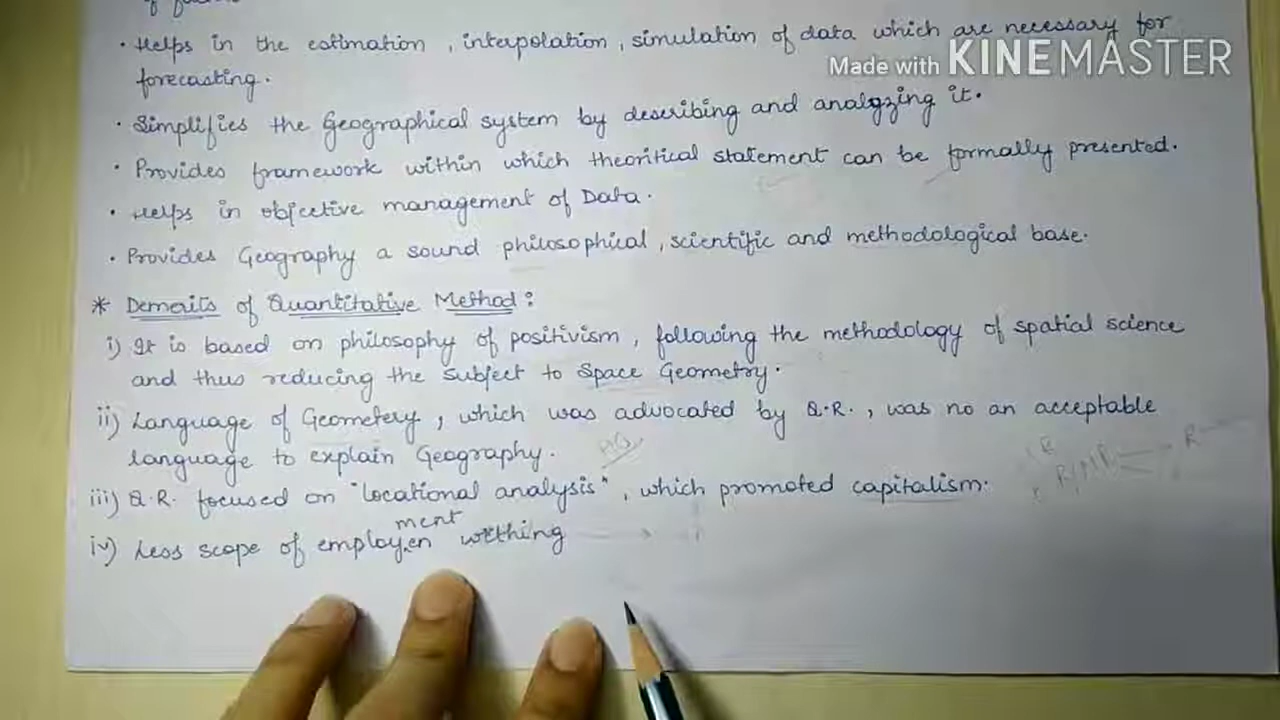 of
• Helps in the estimation, interpolation, simulation of data which are necessary for
forecasting.
Made with KINEMASTER
• Simplifies the Geographical system by describing and analyzing it.
• Provides framework within which theoritical statement can be formally presented.
• Helps in objective management of Data.
• Provides Geography a sound philosophical, scientific and methodological base.
* Demerits of Quantitative Method:
i) It is based on philosophy of positivism, following the methodology of spatial science
and thus reducing the subject to Space Geometry.
ii) Language of Geometery, which was advocated by Q.R., was no an acceptable
language to explain Geography.
iii) Q.R. focused on "locational analysis", which promoted capitalism.
ment
iv) Less scope of employen